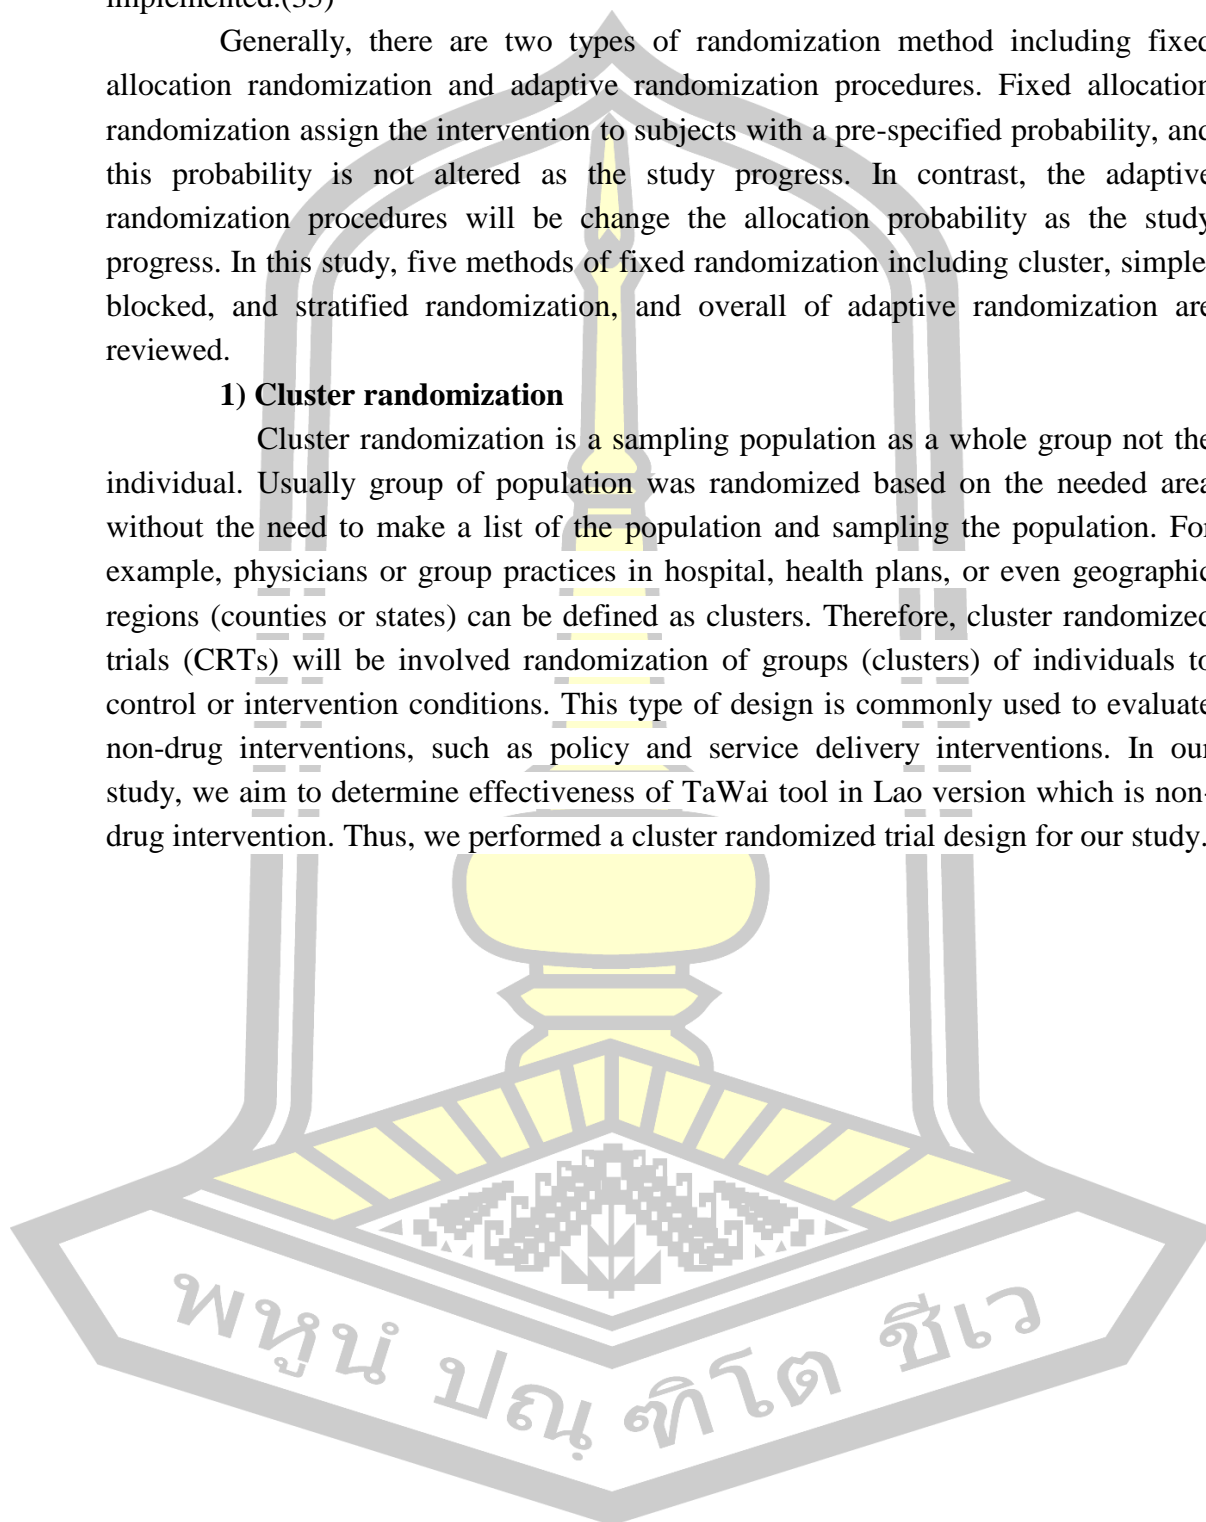 implemented.(35)
Generally, there are two types of randomization method including fixed
allocation randomization and adaptive randomization procedures. Fixed allocation
randomization assign the intervention to subjects with a pre-specified probability, and
this probability is not altered as the study progress. In contrast, the adaptive
randomization procedures will be change the allocation probability as the study
progress. In this study, five methods of fixed randomization including cluster, simple
blocked, and stratified randomization, and overall of adaptive randomization are
reviewed.
1) Cluster randomization
Cluster randomization is a sampling population as a whole group not the
individual. Usually group of population was randomized based on the needed area
without the need to make a list of the population and sampling the population. For
example, physicians or group practices in hospital, health plans, or even geographic
regions (counties or states) can be defined as clusters. Therefore, cluster randomized
trials (CRTs) will be involved randomization of groups (clusters) of individuals to
control or intervention conditions. This type of design is commonly used to evaluate
non-drug interventions, such as policy and service delivery interventions. In our
study, we aim to determine effectiveness of TaWai tool in Lao version which is non-
drug intervention. Thus, we performed a cluster randomized trial design for our study.
พหูนํ ปณฺฑิโต ชีเว